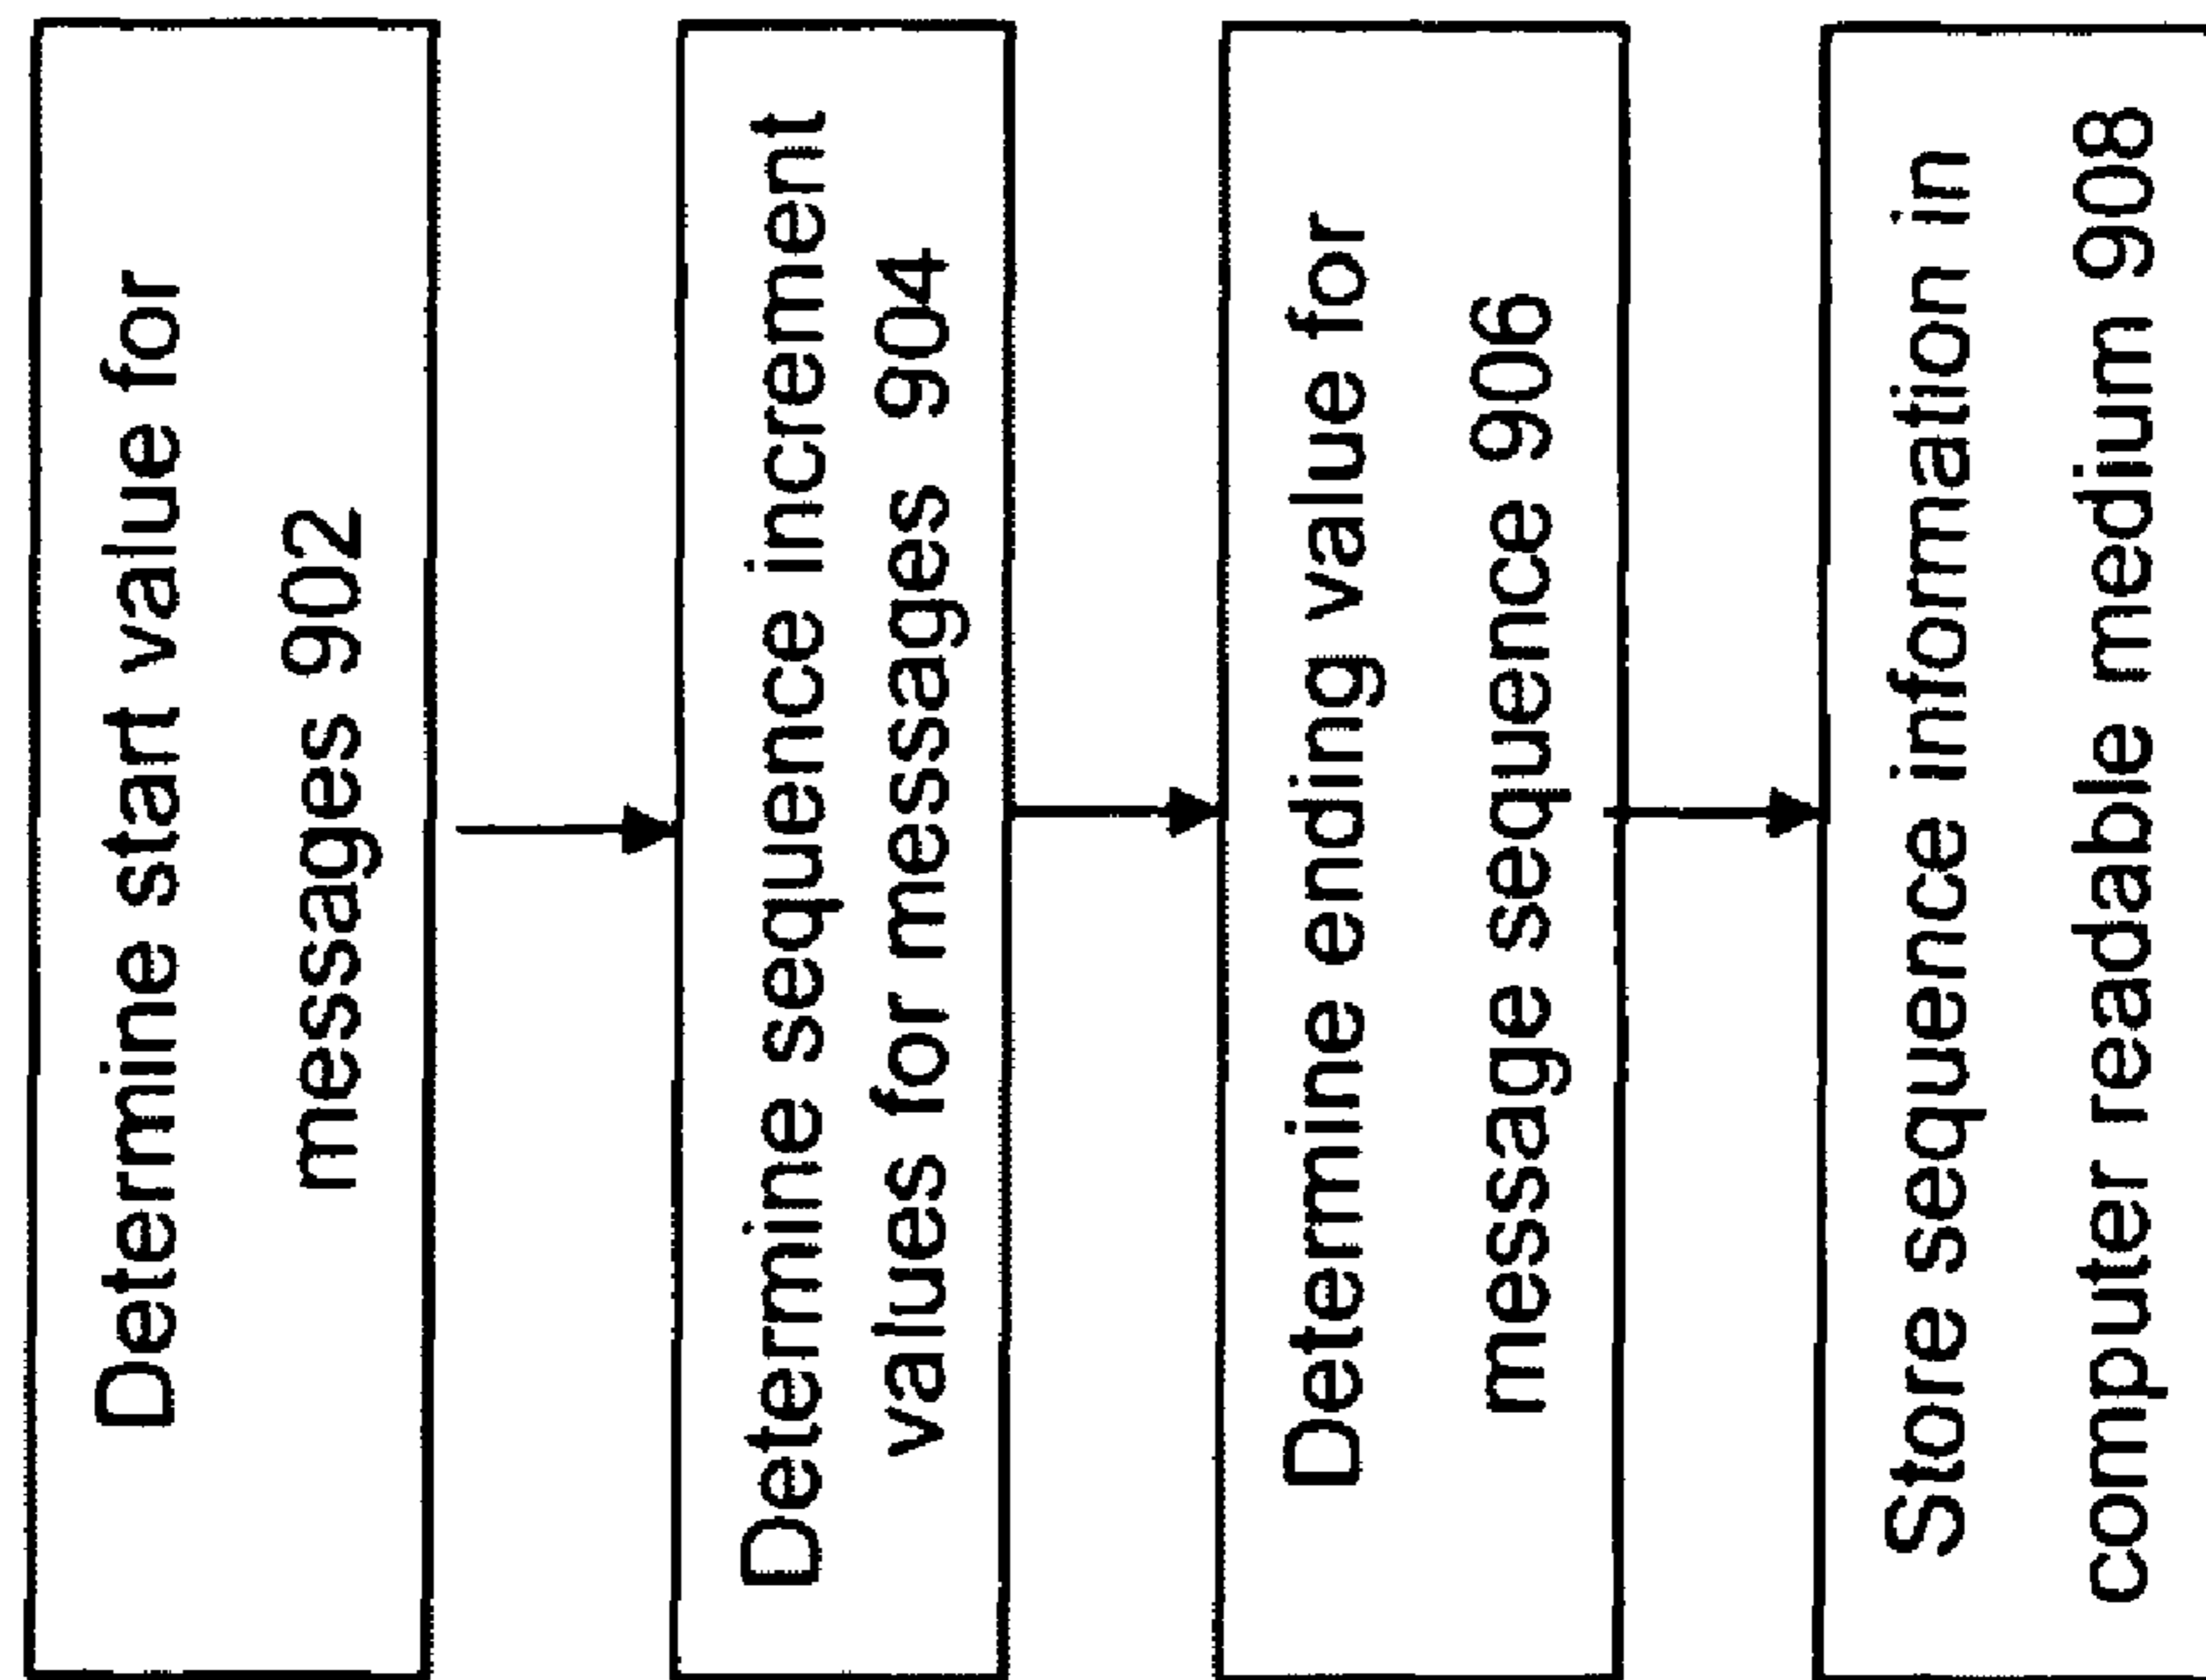 Determine start value for
messages 902
Determine sequence increment
values for messages 904
Determine ending value for
message sequence 906
Store sequence information in
computer readable medium 908